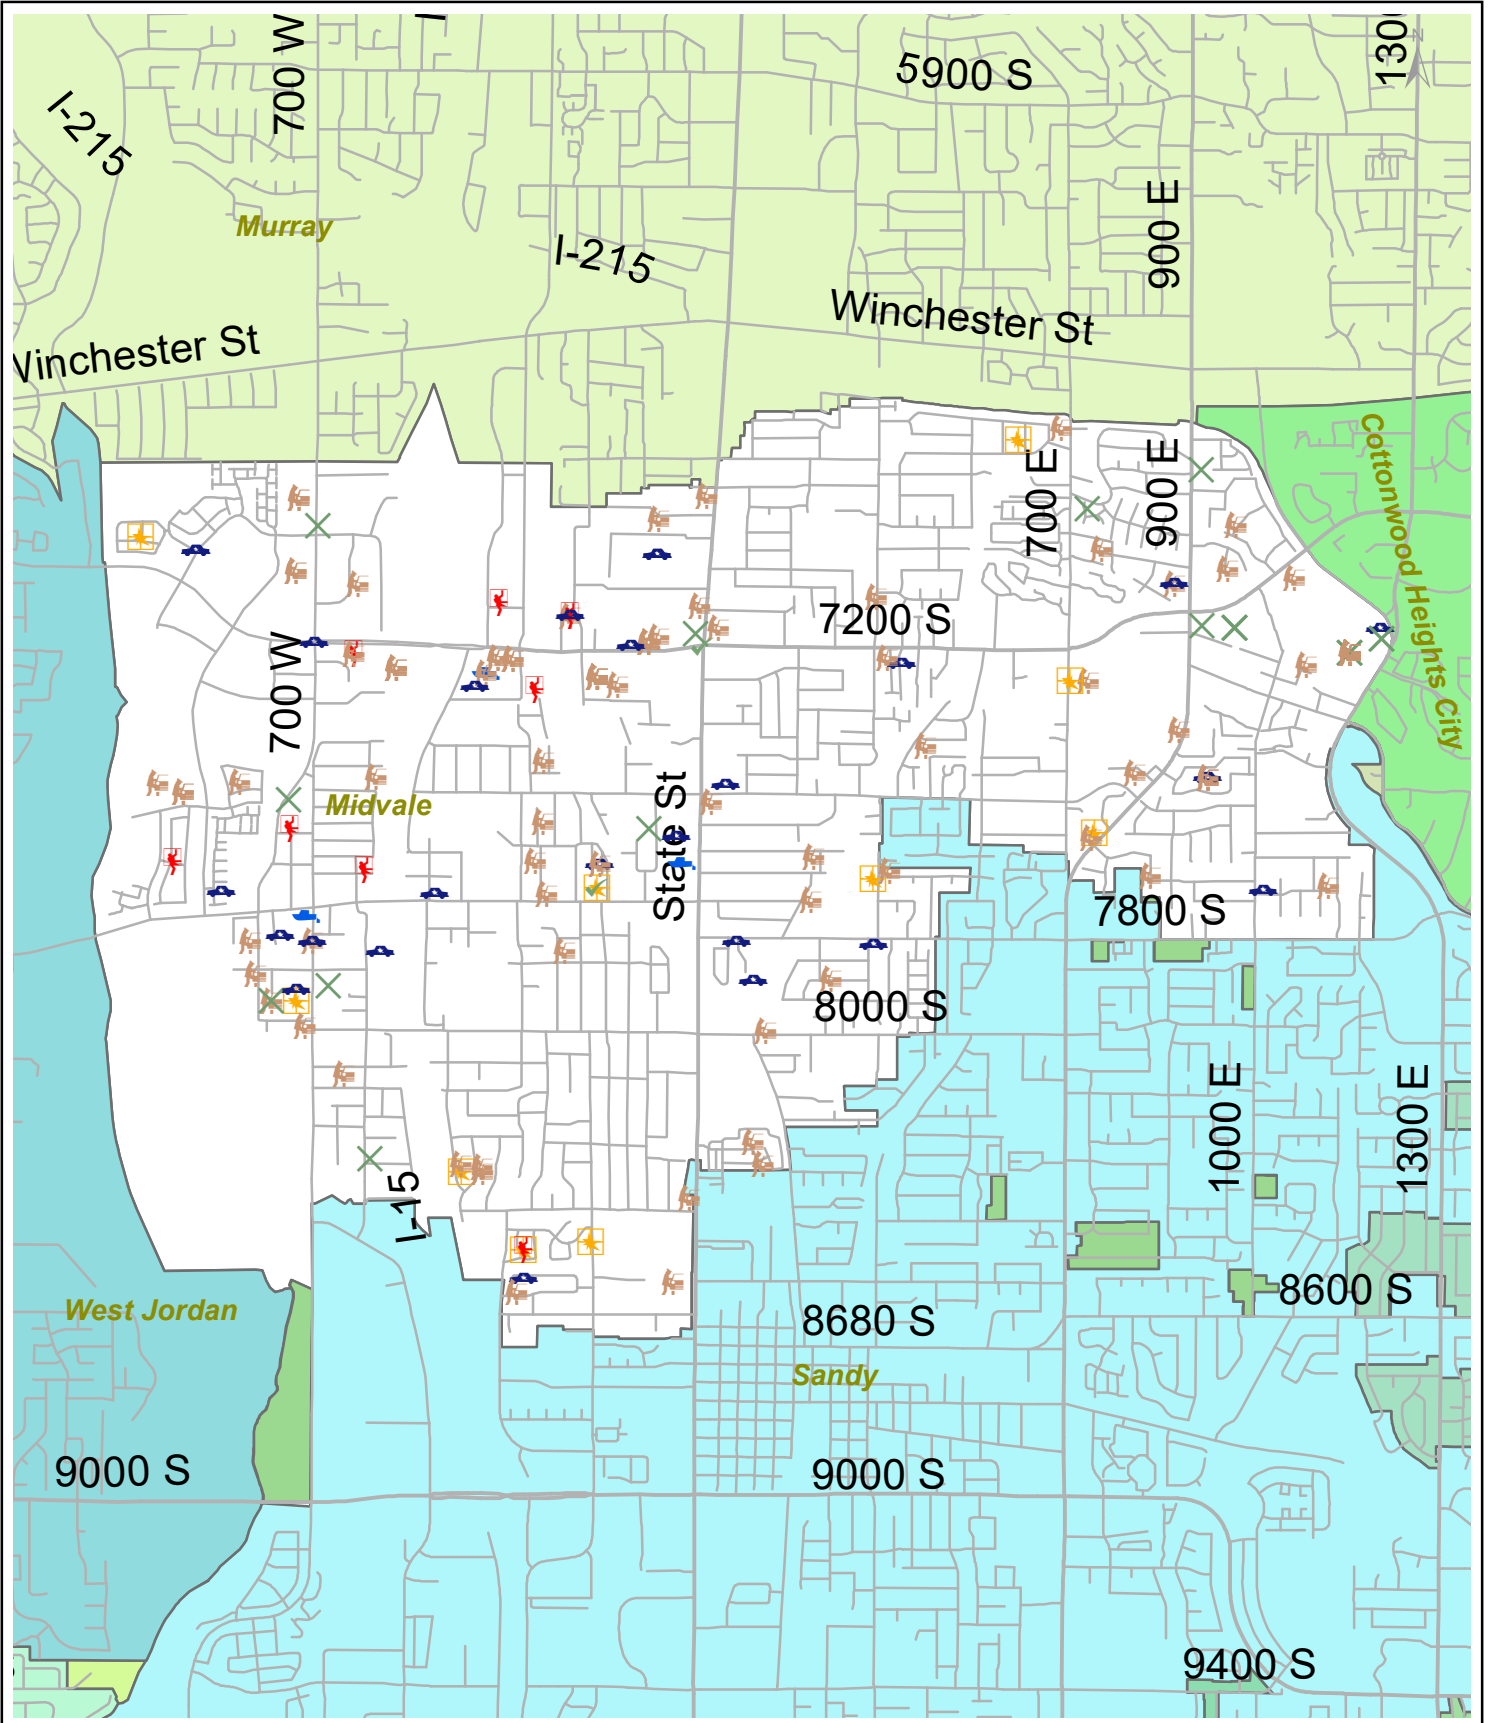 700 W
1300
5900 S
I-215
Murray
900 E
I-215
Winchester St
Winchester St
Cottonwood Heights City
700 E
900 E
7200 S
700 W
Midvale
State St
7800 S
8000 S
1000 E
1300 E
I-15
8600 S
West Jordan
8680 S
Sandy
9000 S
9000 S
9400 S